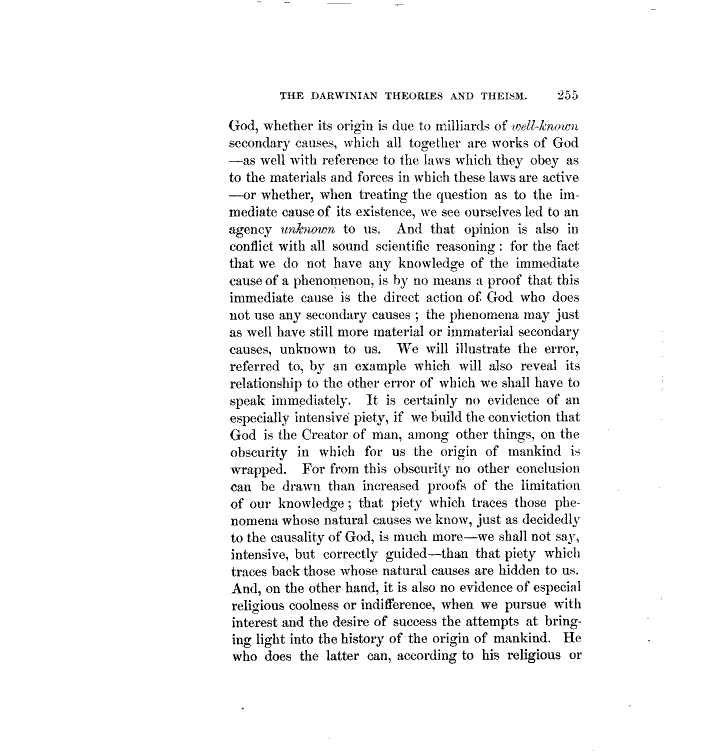 THE DARWINIAN THEORIES AND THEISM. 255
God, whether its origin is due to milliards of well-known
secondary causes, which all together are works of God
—as well with reference to the laws which they obey as
to the materials and forces in which these laws are active
—or whether, when treating the question as to the im-
mediate cause of its existence, we see ourselves led to an
agency unknown to us. And that opinion is also in
conflict with all sound scientific reasoning: for the fact
that we do not have any knowledge of the immediate
cause of a phenomenon, is by no means a proof that this
immediate cause is the direct action of God who does
not use any secondary causes; the phenomena may just
as well have still more material or immaterial secondary
causes, unknown to us. We will illustrate the error,
referred to, by an example which will also reveal its
relationship to the other error of which we shall have to
speak immediately. It is certainly no evidence of an
especially intensive piety, if we build the conviction that
God is the Creator of man, among other things, on the
obscurity in which for us the origin of mankind is
wrapped. For from this obscurity no other conclusion
can be drawn than increased proofs of the limitation
of our knowledge; that piety which traces those phe-
nomena whose natural causes we know, just as decidedly
to the causality of God, is much more—we shall not say,
intensive, but correctly guided—than that piety which
traces back those whose natural causes are hidden to us.
And, on the other hand, it is also no evidence of especial
religious coolness or indifference, when we pursue with
interest and the desire of success the attempts at bring-
ing light into the history of the origin of mankind. He
who does the latter can, according to his religious or